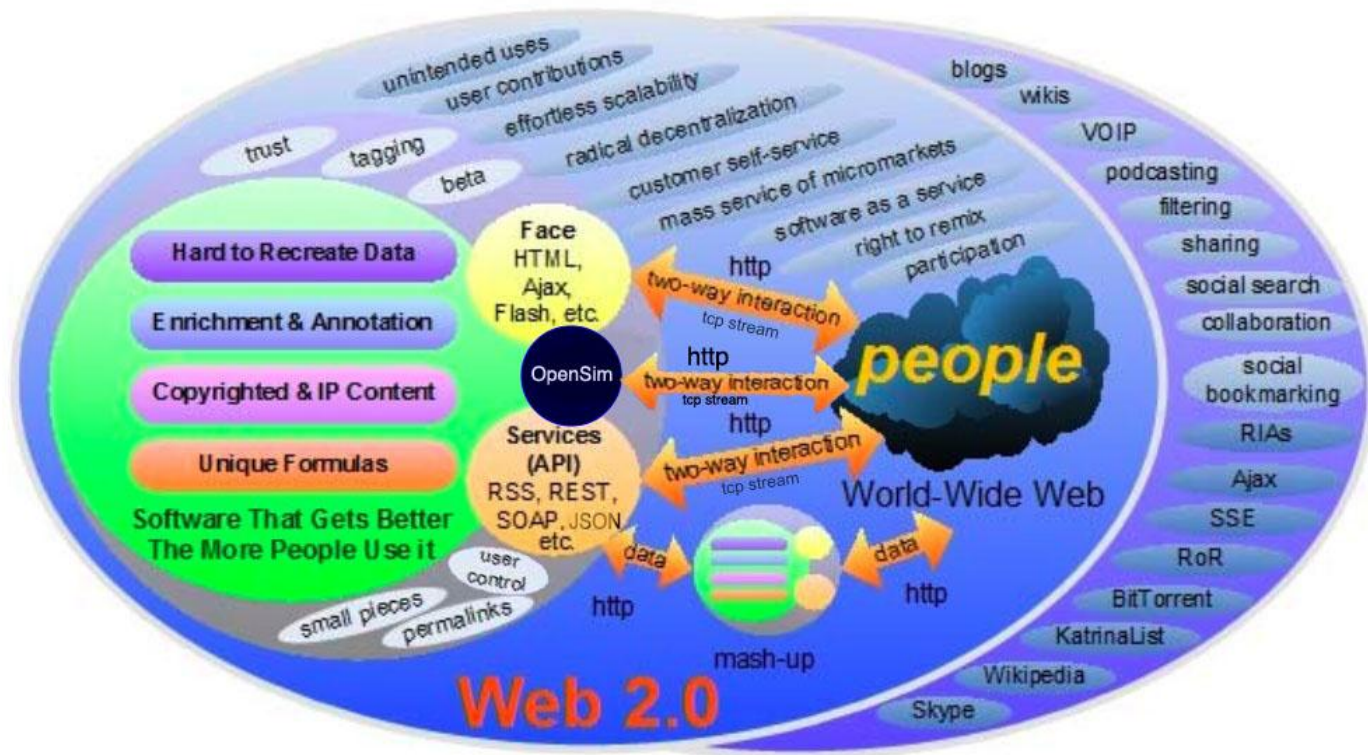 unintended uses
user contributions
effortless scalability
radical decentralization
customer self-service
mass service of micromarkets
software as a service
right to remix
participation
trust
tagging
beta
Hard to Recreate Data
Enrichment & Annotation
Copyrighted & IP Content
Unique Formulas
Software That Gets Better
The More People Use it
Face
HTML,
Ajax,
Flash, etc.
OpenSim
Services
(API)
RSS, REST,
SOAP, JSON
etc.
user
control
small pieces
permalinks
http
two-way interaction
tcp stream
http
two-way interaction
tcp stream
http
two-way interaction
tcp stream
people
World-Wide Web
data
http
mash-up
data
http
Web 2.0
blogs
wikis
VOIP
podcasting
filtering
sharing
social search
collaboration
social
bookmarking
RIAs
Ajax
SSE
RoR
BitTorrent
KatrinaList
Wikipedia
Skype